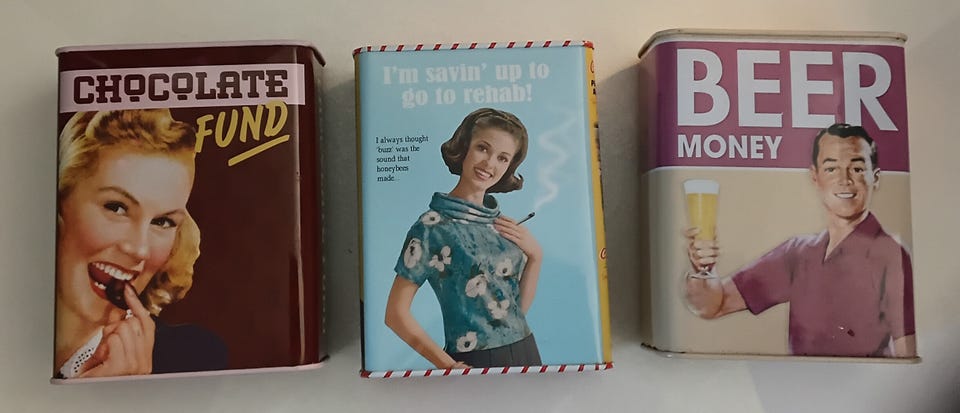 CHOCOLATE
FUND
I'm savin' up to
go to rehab!
I always thought
'buzz' was the
sound that
honeybees
made...
BEER
MONEY